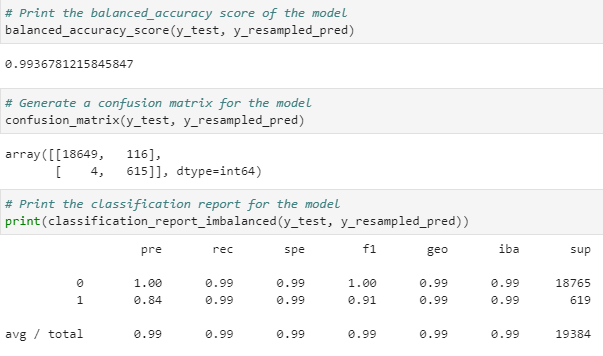 # Print the balanced_accuracy score of the model
balanced_accuracy_score(y_test, y_resampled_pred)
0.9936781215845847
# Generate a confusion matrix for the model
confusion_matrix(y_test, y_resampled_pred)
array([[18649,   116],
       [    4,   615]], dtype=int64)
# Print the classification report for the model
print(classification_report_imbalanced(y_test, y_resampled_pred))
pre rec spe f1 geo iba sup
0 1.00 0.99 0.99 1.00 0.99 0.99 18765
1 0.84 0.99 0.99 0.91 0.99 0.99 619
avg / total 0.99 0.99 0.99 0.99 0.99 0.99 19384